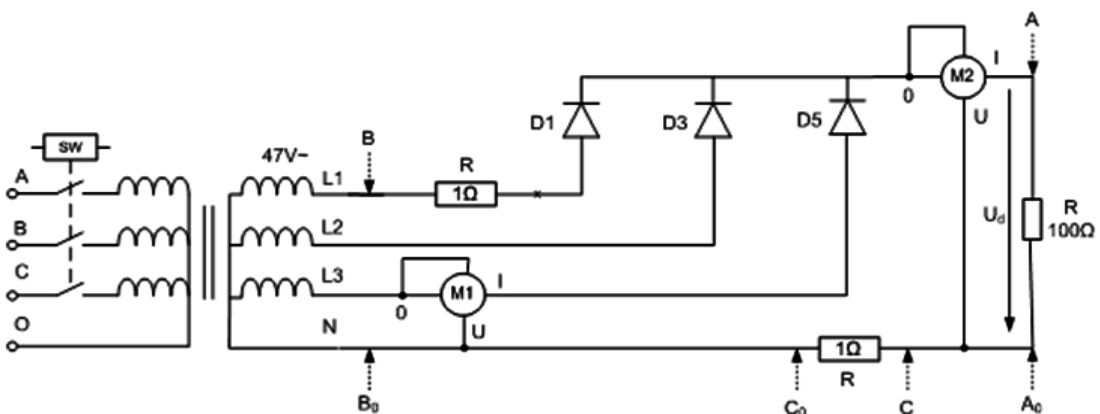 A
I
M2
0
U
D1
D3
D5
SW
47V~
B
R
A
L1
1Ω
B
L2
Ud
R
100Ω
C
L3
I
M1
0
O
N
U
1Ω
R
B0
C0
C
A0